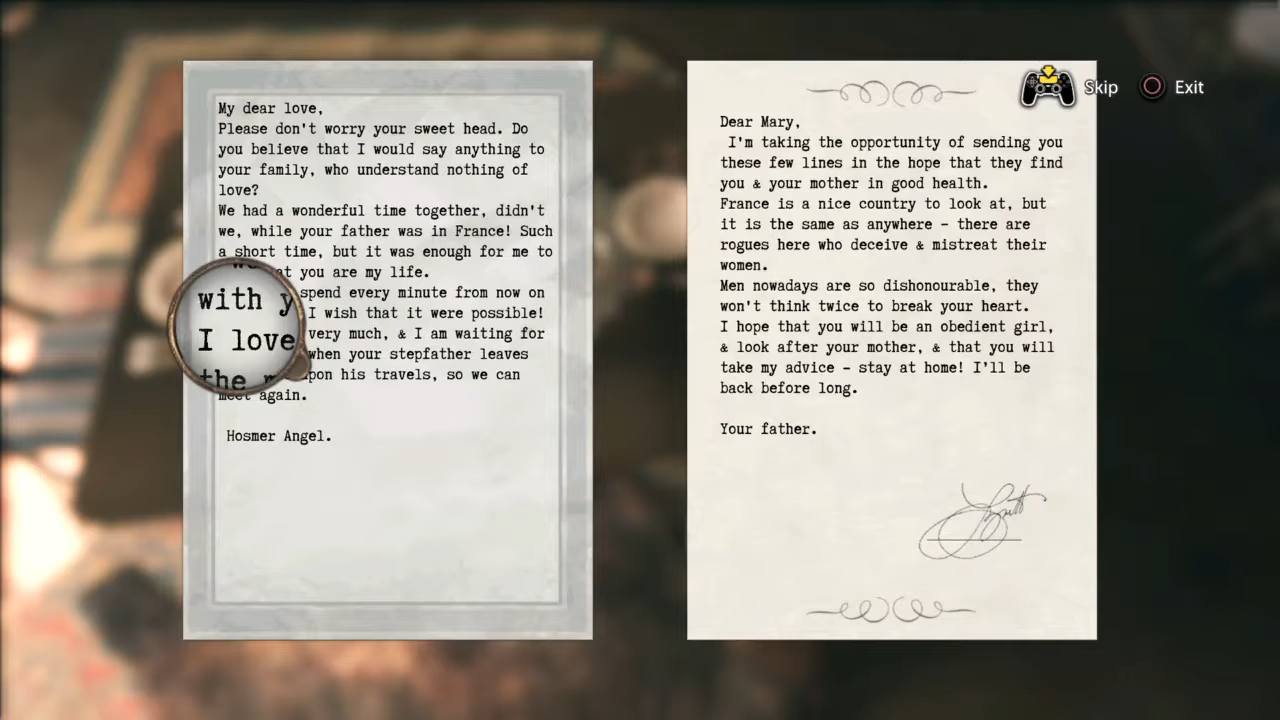 My dear love,
Please don't worry your sweet head. Do
you believe that I would say anything to
your family, who understand nothing of
love?
We had a wonderful time together, didn't
we, while your father was in France! Such
a short time, but it was enough for me to
you are my life.
with y spend every minute from now on
I wish that it were possible!
I love very much, & I am waiting for
the when your stepfather leaves
his travels, so we can
meet again.
Hosmer Angel.
Skip
Exit
Dear Mary,
I'm taking the opportunity of sending you
these few lines in the hope that they find
you & your mother in good health.
France is a nice country to look at, but
it is the same as anywhere - there are
rogues here who deceive & mistreat their
women.
Men nowadays are so dishonourable, they
won't think twice to break your heart.
I hope that you will be an obedient girl,
& look after your mother, & that you will
take my advice - stay at home! I'll be
back before long.
Your father.